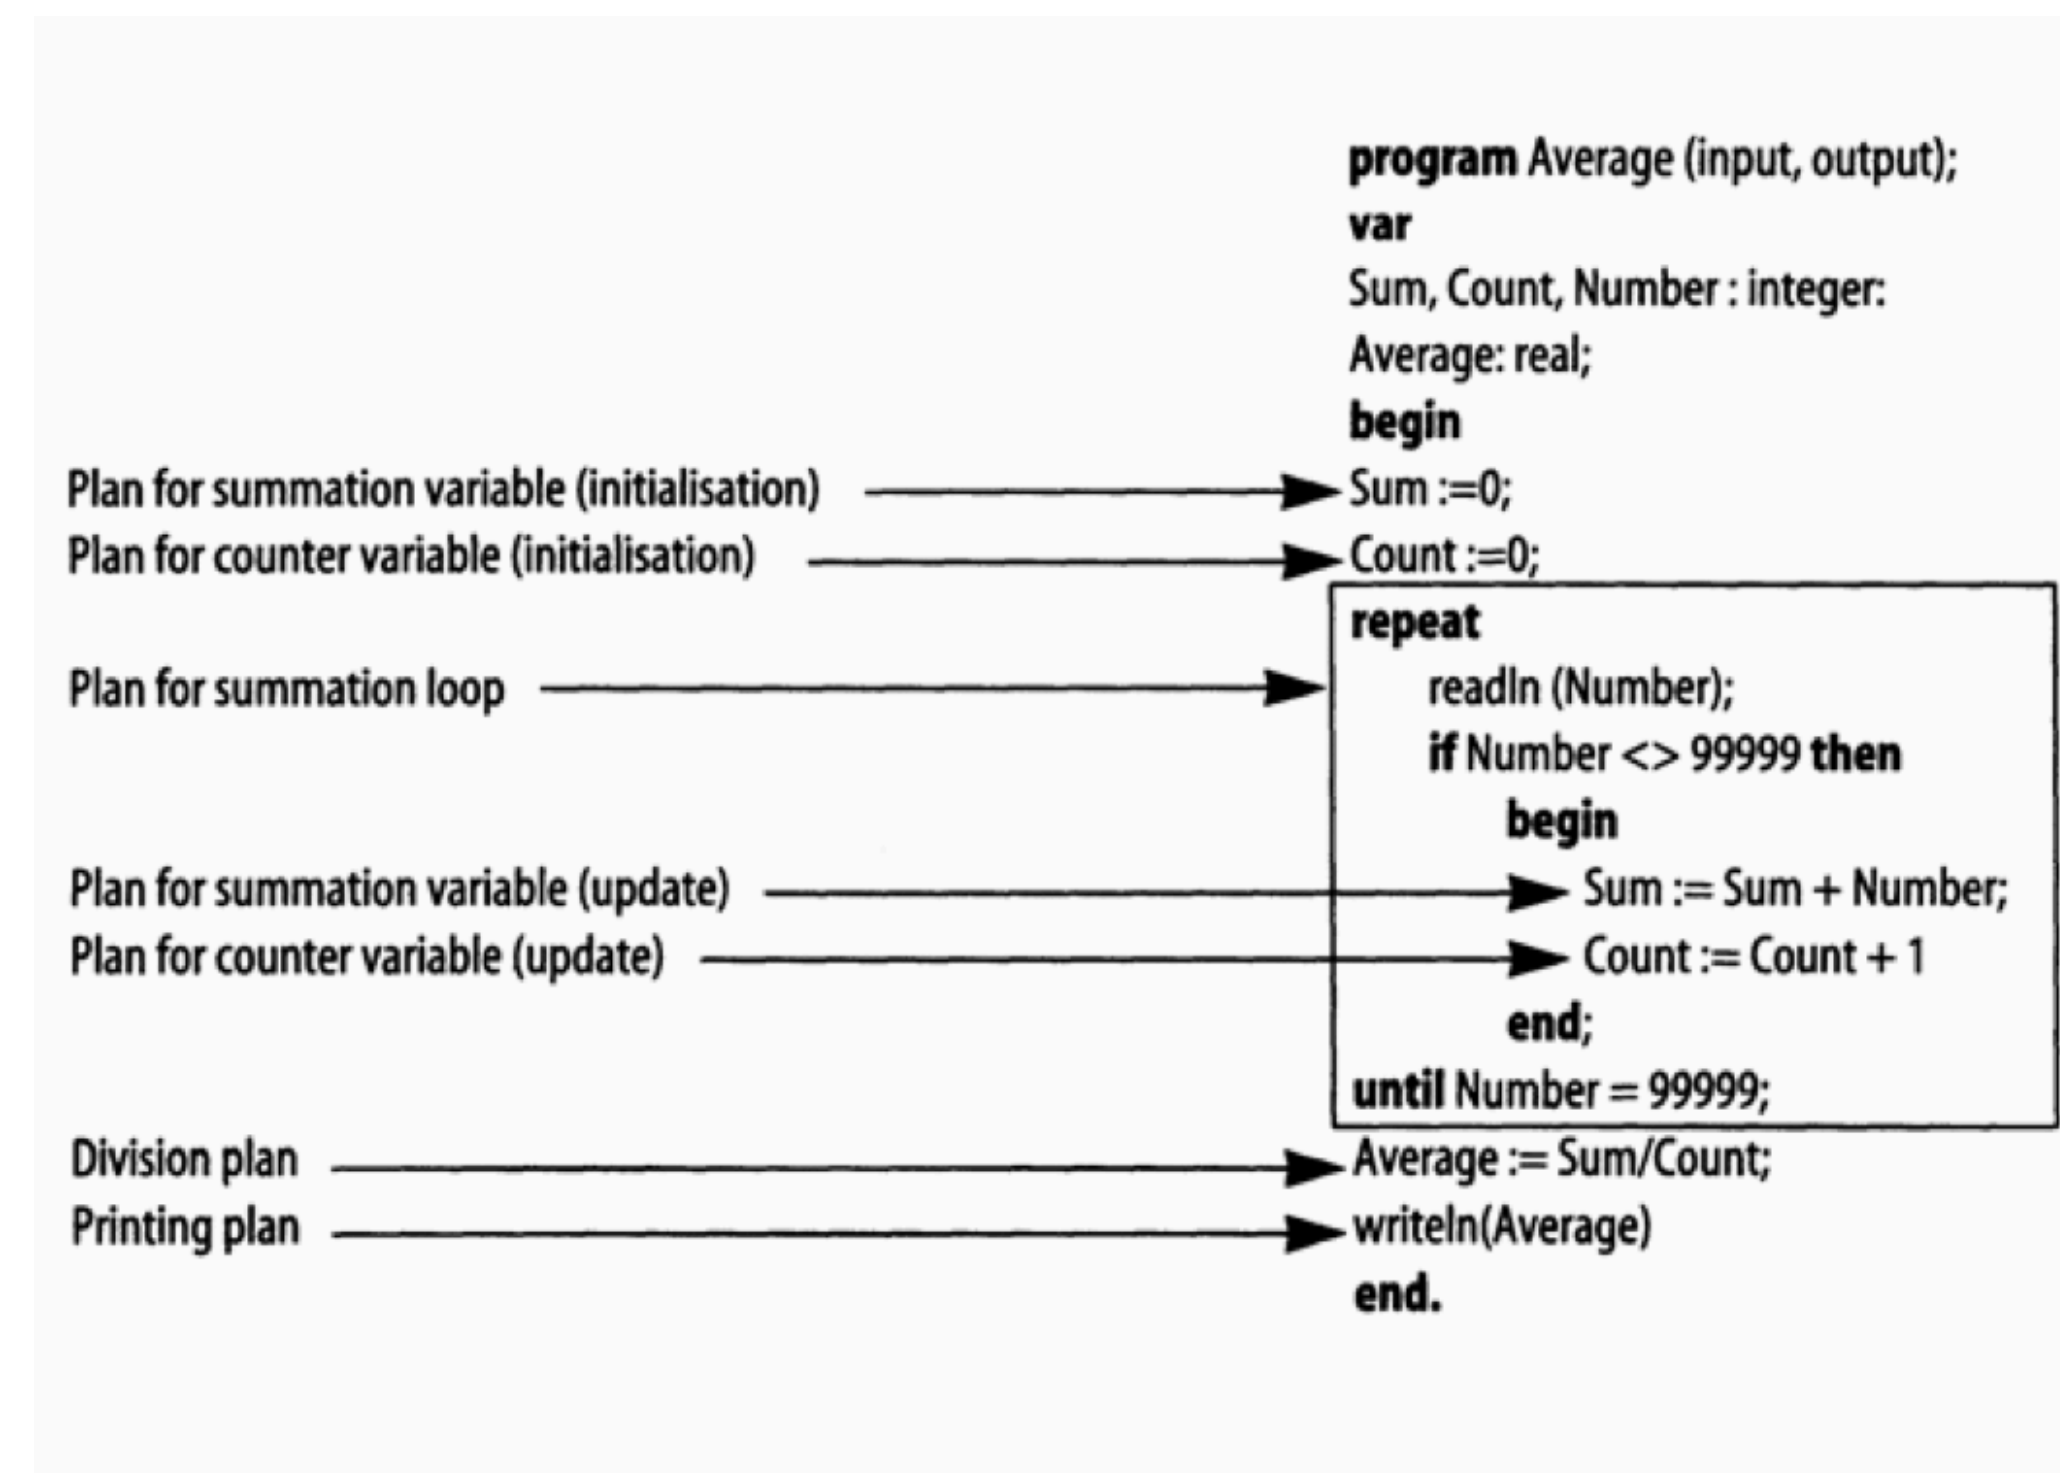 program Average (input, output);
var
Sum, Count, Number : integer:
Average: real;
begin
Plan for summation variable (initialisation) Sum :=0;
Plan for counter variable (initialisation) Count :=0;
repeat
Plan for summation loop readln (Number);
if Number <> 99999 then
begin
Plan for summation variable (update) Sum := Sum + Number;
Plan for counter variable (update) Count := Count + 1
end;
until Number = 99999;
Division plan Average := Sum/Count;
Printing plan writeln(Average)
end.